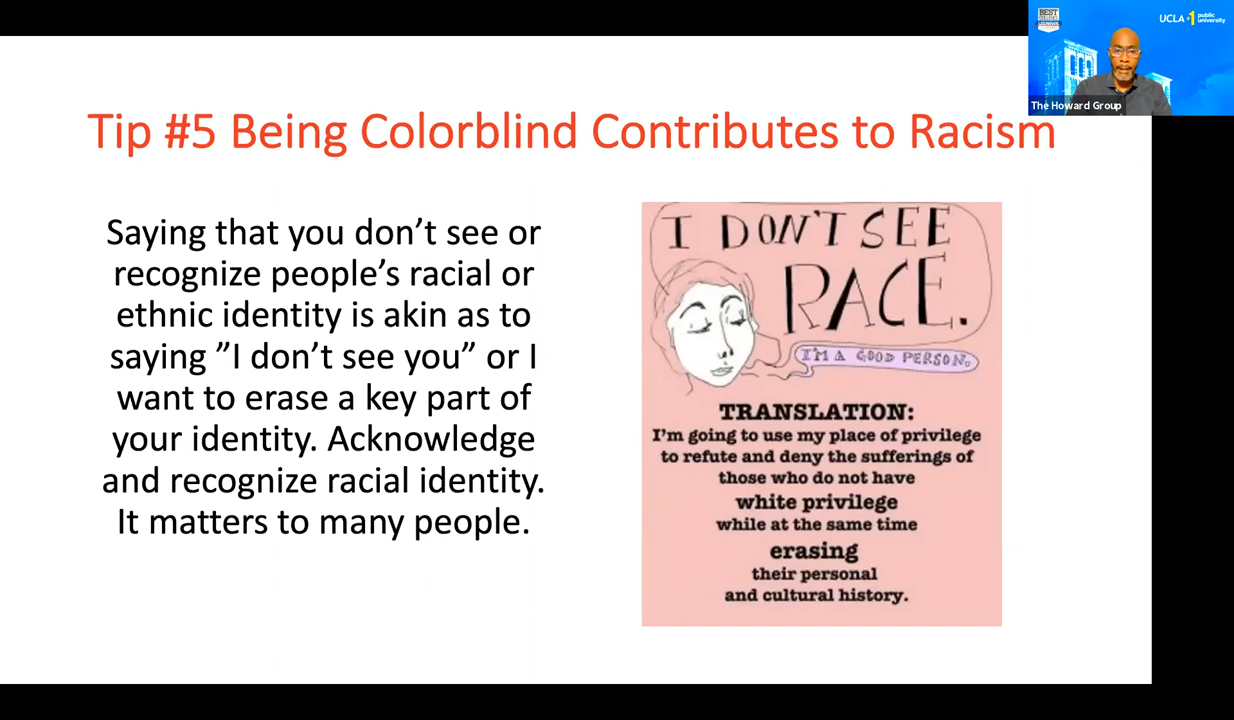 UCLA #1 public
university
BEST
The Howard Group
Tip #5 Being Colorblind Contributes to Racism
Saying that you don’t see or
recognize people’s racial or
ethnic identity is akin as to
saying ”I don’t see you” or I
want to erase a key part of
your identity. Acknowledge
and recognize racial identity.
It matters to many people.
I DON'T SEE
RACE.
I'M A GOOD PERSON.
TRANSLATION:
I'm going to use my place of privilege
to refute and deny the sufferings of
those who do not have
white privilege
while at the same time
erasing
their personal
and cultural history.